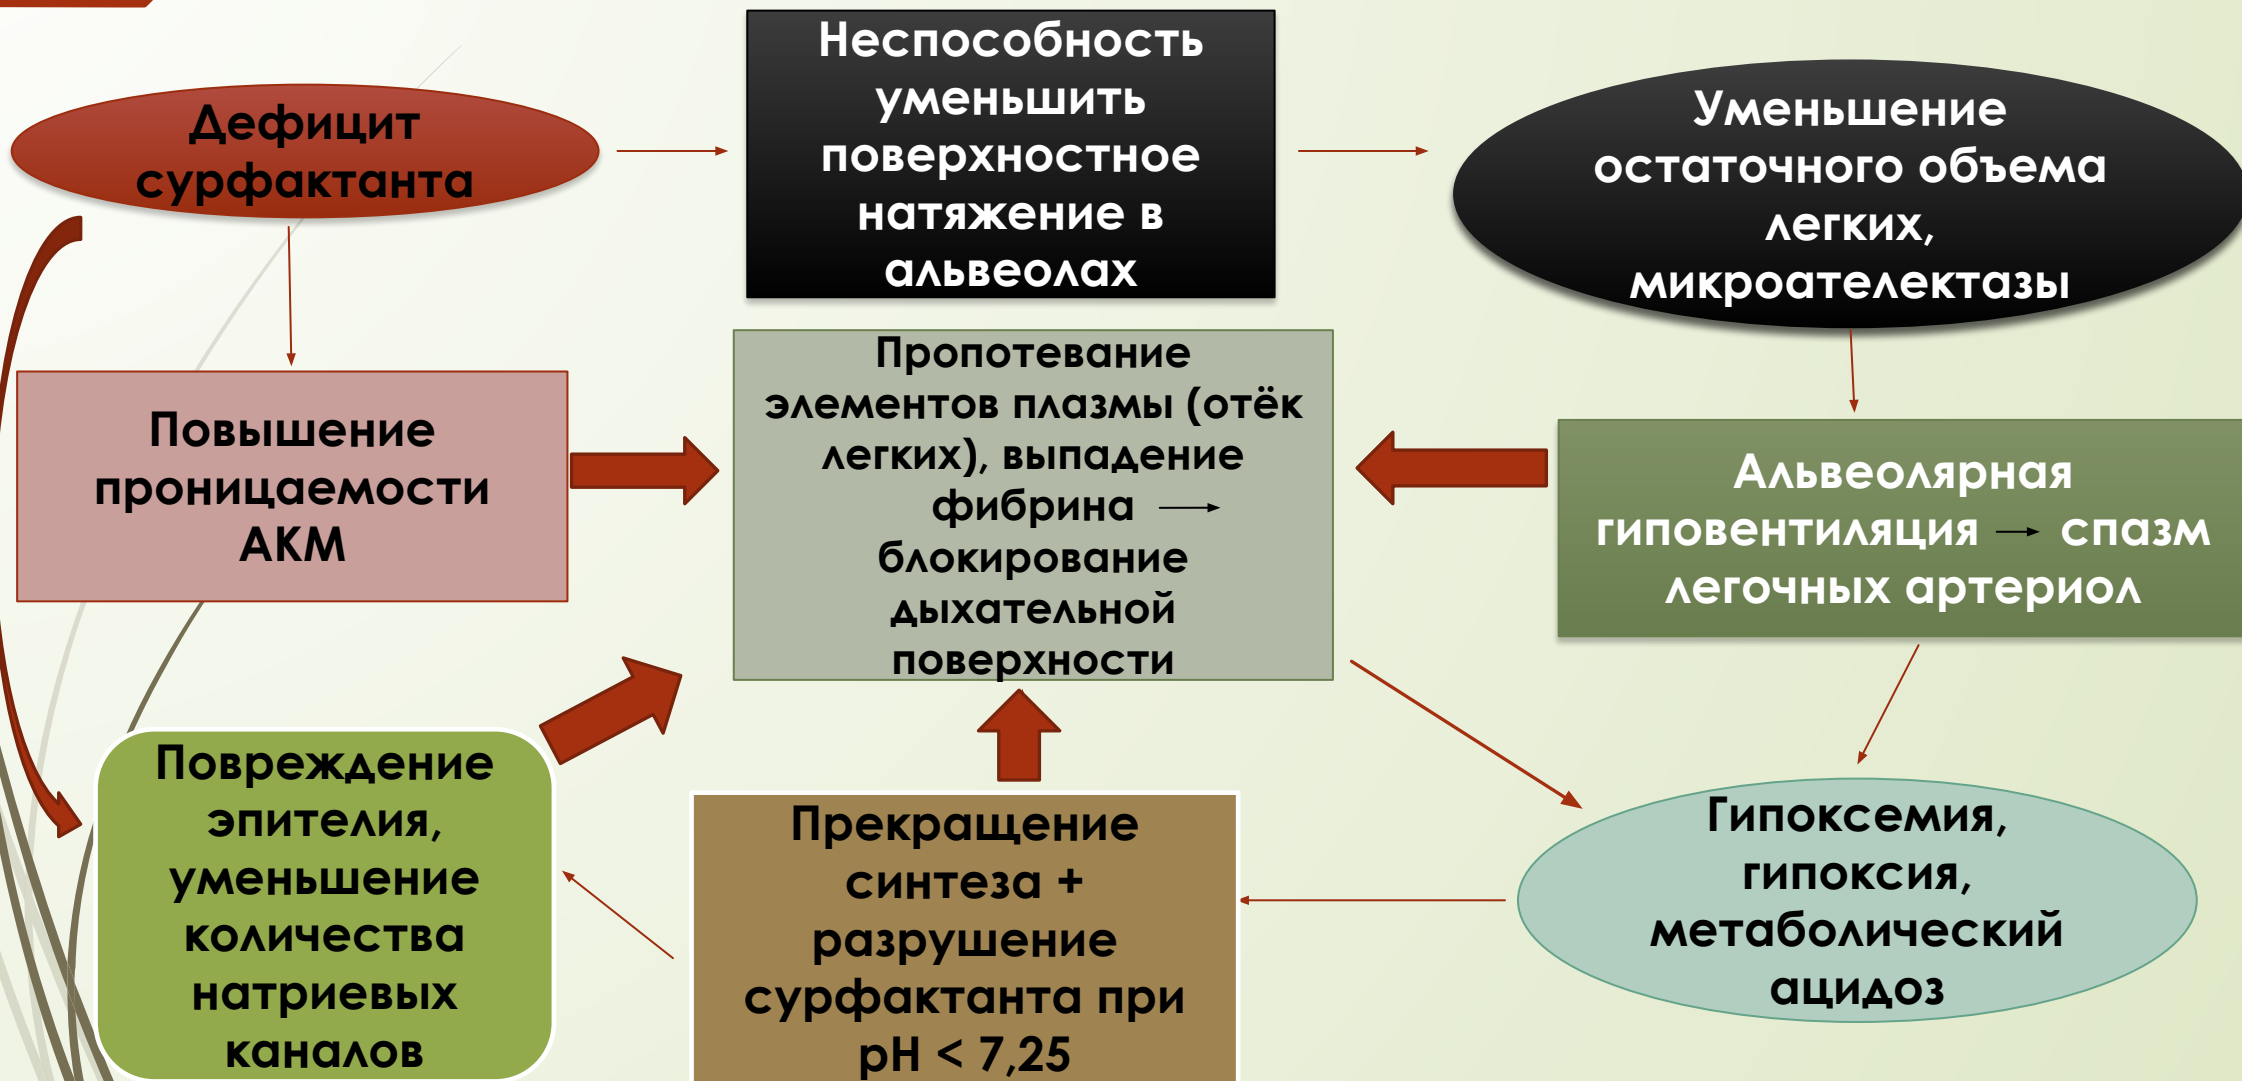 Дефицит
сурфактанта
Неспособность
уменьшить
поверхностное
натяжение в
альвеолах
Уменьшение
остаточного объема
легких,
микроателектазы
Повышение
проницаемости
АКМ
Пропотевание
элементов плазмы (отёк
легких), выпадение
фибрина →
блокирование
дыхательной
поверхности
Альвеолярная
гиповентиляция → спазм
легочных артериол
Повреждение
эпителия,
уменьшение
количества
натриевых
каналов
Прекращение
синтеза +
разрушение
сурфактанта при
pH < 7,25
Гипоксемия,
гипоксия,
метаболический
ацидоз